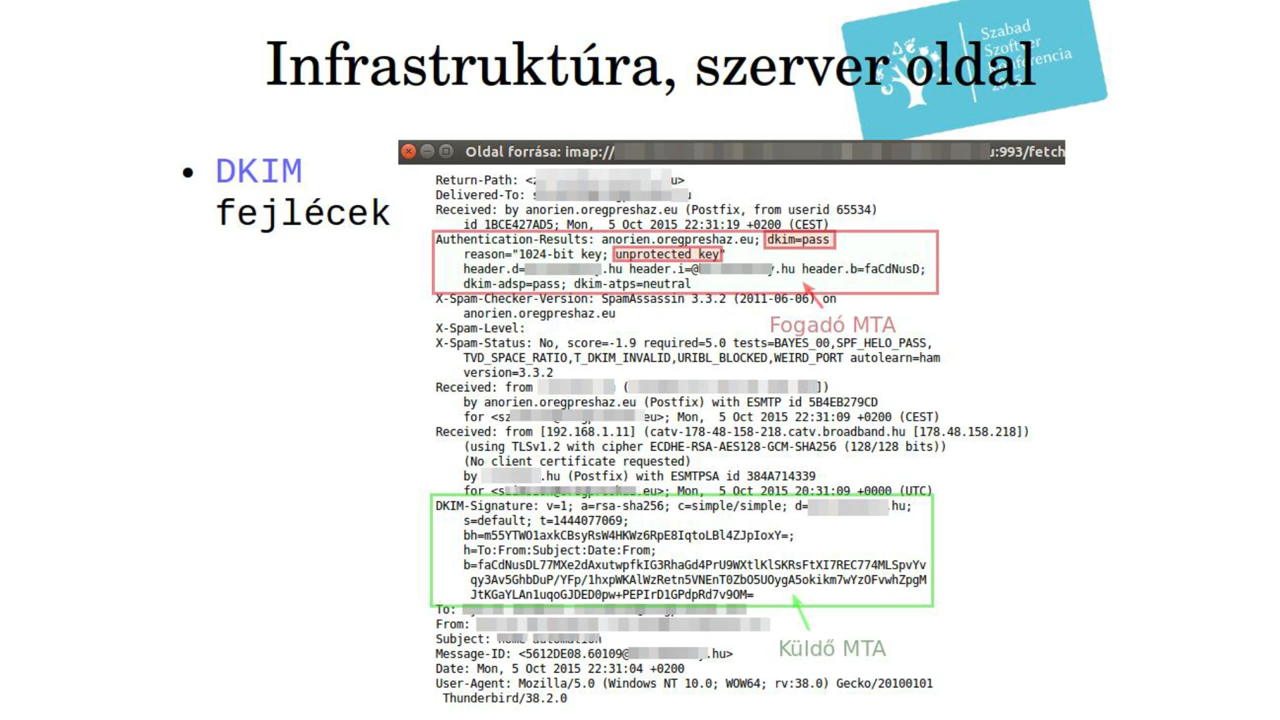 Infrastruktúra, szerver oldal
Szabad
Szoftver
Konferencia
• DKIM
fejlécek
Oldal forrása: imap:// u:993/fetch
Return-Path: < u>
Delivered-To: s u
Received: by anorien.oregpreshaz.eu (Postfix, from userid 65534)
id 1BCE427AD5; Mon, 5 Oct 2015 22:31:19 +0200 (CEST)
Authentication-Results: anorien.oregpreshaz.eu; dkim=pass
reason="1024-bit key; unprotected key"
header.d= .hu header.i=@ .hu header.b=faCdNusD;
dkim-adsp=pass; dkim-atps=neutral
X-Spam-Checker-Version: SpamAssassin 3.3.2 (2011-06-06) on
anorien.oregpreshaz.eu
Fogadó MTA
X-Spam-Level:
X-Spam-Status: No, score=-1.9 required=5.0 tests=BAYES_00,SPF_HELO_PASS,
TVD_SPACE_RATIO,T_DKIM_INVALID,URIBL_BLOCKED,WEIRD_PORT autolearn=ham
version=3.3.2
Received: from ( ])
by anorien.oregpreshaz.eu (Postfix) with ESMTP id 5B4EB279CD
for <sz eu>; Mon, 5 Oct 2015 22:31:09 +0200 (CEST)
Received: from [192.168.1.11] (catv-178-48-158-218.catv.broadband.hu [178.48.158.218])
(using TLSv1.2 with cipher ECDHE-RSA-AES128-GCM-SHA256 (128/128 bits))
(No client certificate requested)
by .hu (Postfix) with ESMTPSA id 384A714339
for <s .eu>; Mon, 5 Oct 2015 20:31:09 +0000 (UTC)
DKIM-Signature: v=1; a=rsa-sha256; c=simple/simple; d= .hu;
s=default; t=1444077069;
bh=m55YTWO1axkCBsyRsW4HKWz6RpE8IqtoLBl4ZJpIoxY=;
h=To:From:Subject:Date:From;
b=faCdNusDL77MXe2dAxutwpfkIG3RhaGd4PrU9WXtlKlSKRsFtXI7REC774MLSpvYv
qy3Av5GhbDuP/YFp/1hxpWKAlWzRetn5VNEnT0ZbO5UOygA5okikm7wYzOFvwhZpgM
JtKGaYLAn1uqoGJDED0pw+PEPIrD1GPdpRd7v9OM=
To:
From:
Subject:
Küldő MTA
Message-ID: <5612DE08.60109@ .hu>
Date: Mon, 5 Oct 2015 22:31:04 +0200
User-Agent: Mozilla/5.0 (Windows NT 10.0; WOW64; rv:38.0) Gecko/20100101
Thunderbird/38.2.0